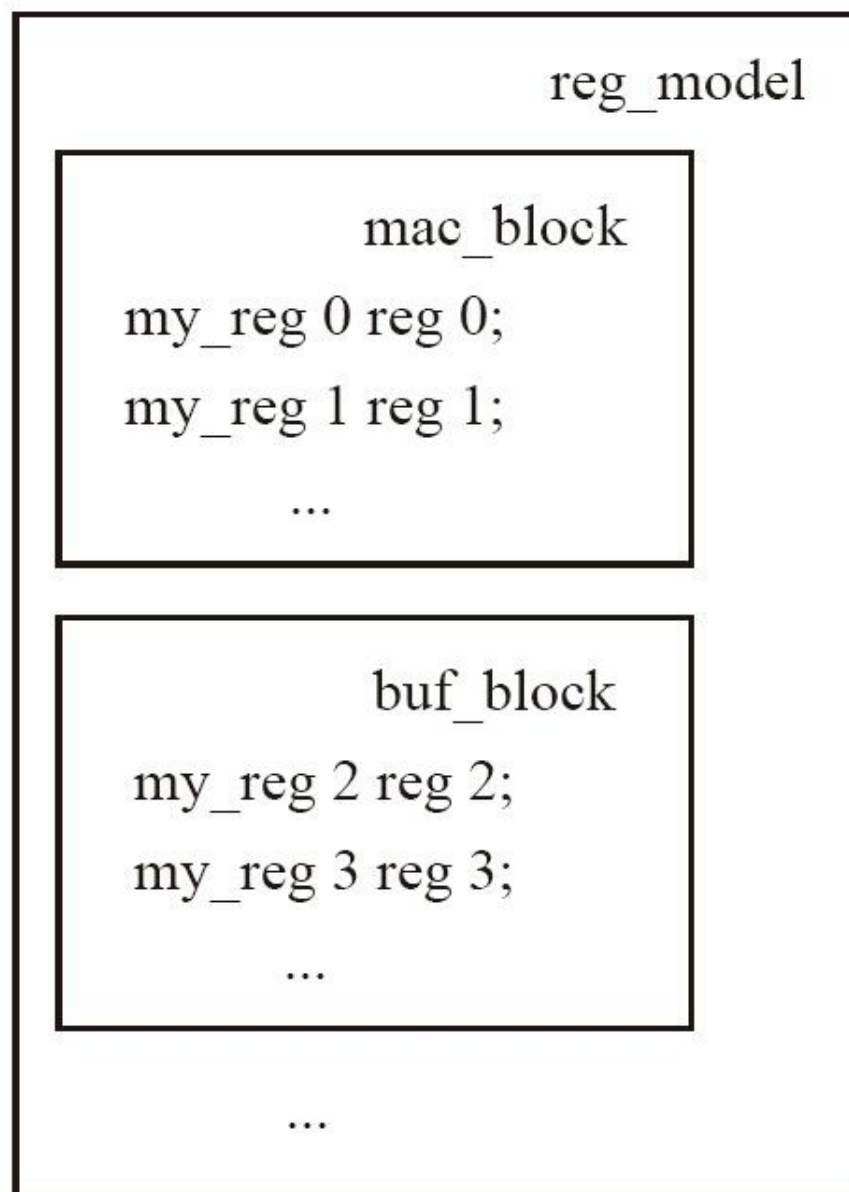 reg_model
mac_block
my_reg 0 reg 0;
my_reg 1 reg 1;
...
buf_block
my_reg 2 reg 2;
my_reg 3 reg 3;
...
...